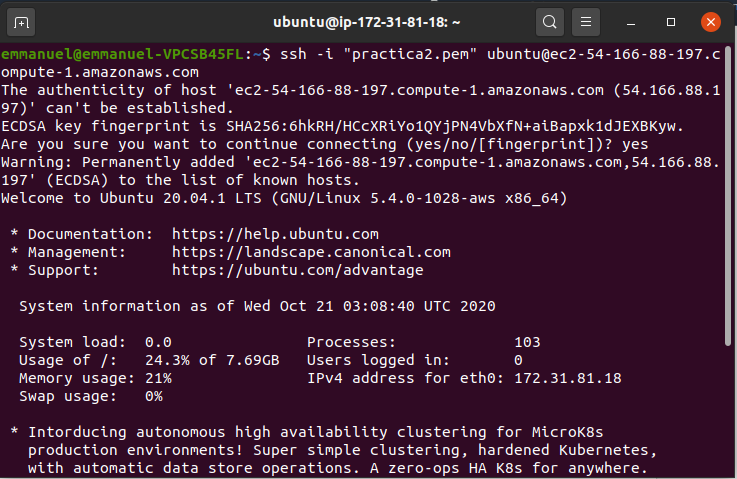 ubuntu@ip-172-31-81-18: ~
emmanuel@emmanuel-VPCSB45FL:~$ ssh -i "practica2.pem" ubuntu@ec2-54-166-88-197.c
ompute-1.amazonaws.com
The authenticity of host 'ec2-54-166-88-197.compute-1.amazonaws.com (54.166.88.1
97)' can't be established.
ECDSA key fingerprint is SHA256:6hkRH/HCcXRiYo1QYjPN4VbXfN+aiBapxk1dJEXBKyw.
Are you sure you want to continue connecting (yes/no/[fingerprint])? yes
Warning: Permanently added 'ec2-54-166-88-197.compute-1.amazonaws.com,54.166.88.
197' (ECDSA) to the list of known hosts.
Welcome to Ubuntu 20.04.1 LTS (GNU/Linux 5.4.0-1028-aws x86_64)
* Documentation: https://help.ubuntu.com
* Management: https://landscape.canonical.com
* Support: https://ubuntu.com/advantage
System information as of Wed Oct 21 03:08:40 UTC 2020
System load: 0.0 Processes: 103
Usage of /: 24.3% of 7.69GB Users logged in: 0
Memory usage: 21% IPv4 address for eth0: 172.31.81.18
Swap usage: 0%
* Intorducing autonomous high availability clustering for MicroK8s
production environments! Super simple clustering, hardened Kubernetes,
with automatic data store operations. A zero-ops HA K8s for anywhere.